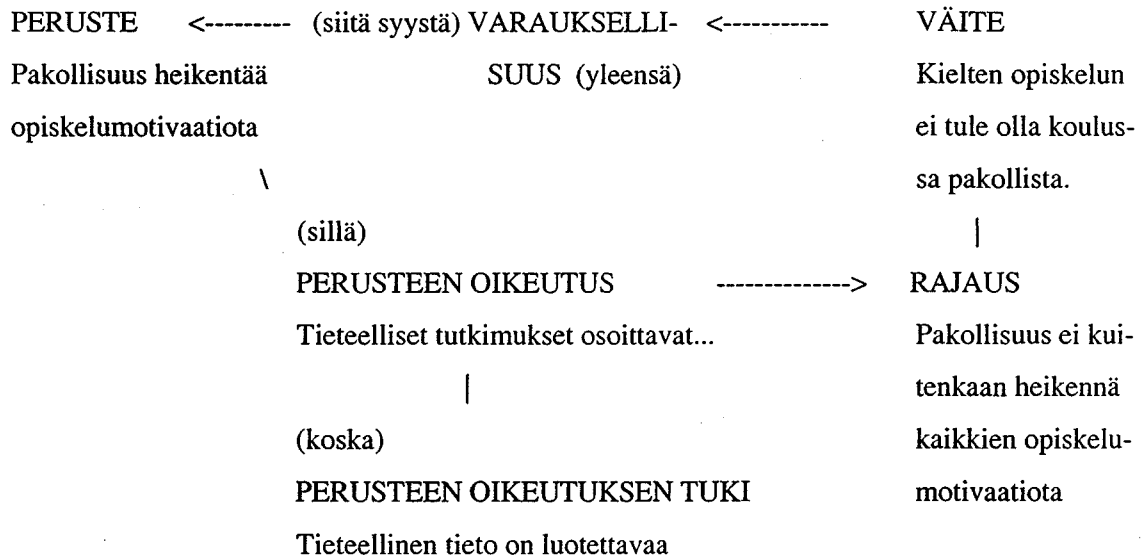 PERUSTE <--------- (siitä syystä) VARAUKSELLI- <----------- VÄITE
Pakollisuus heikentää SUUS (yleensä) Kielten opiskelun
opiskelumotivaatiota ei tule olla koulus-
\ sa pakollista.
(sillä) |
PERUSTEEN OIKEUTUS --------------> RAJAUS
Tieteelliset tutkimukset osoittavat... Pakollisuus ei kui-
| tenkaan heikennä
(koska) kaikkien opiskelu-
PERUSTEEN OIKEUTUKSEN TUKI motivaatiota
Tieteellinen tieto on luotettavaa